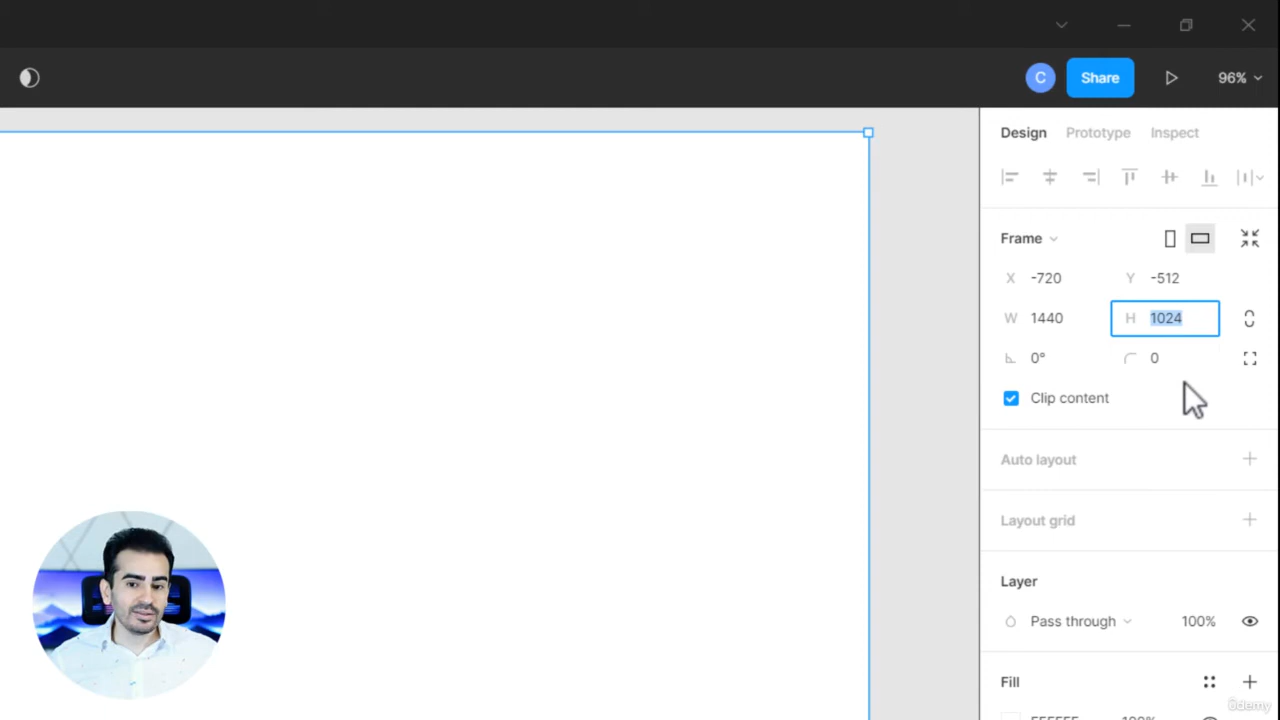 C Share 96%
Design Prototype Inspect
Frame
X -720 Y -512
W 1440 H 1024
0° 0
Clip content
Auto layout
Layout grid
Layer
Pass through 100%
Fill
ûdemy